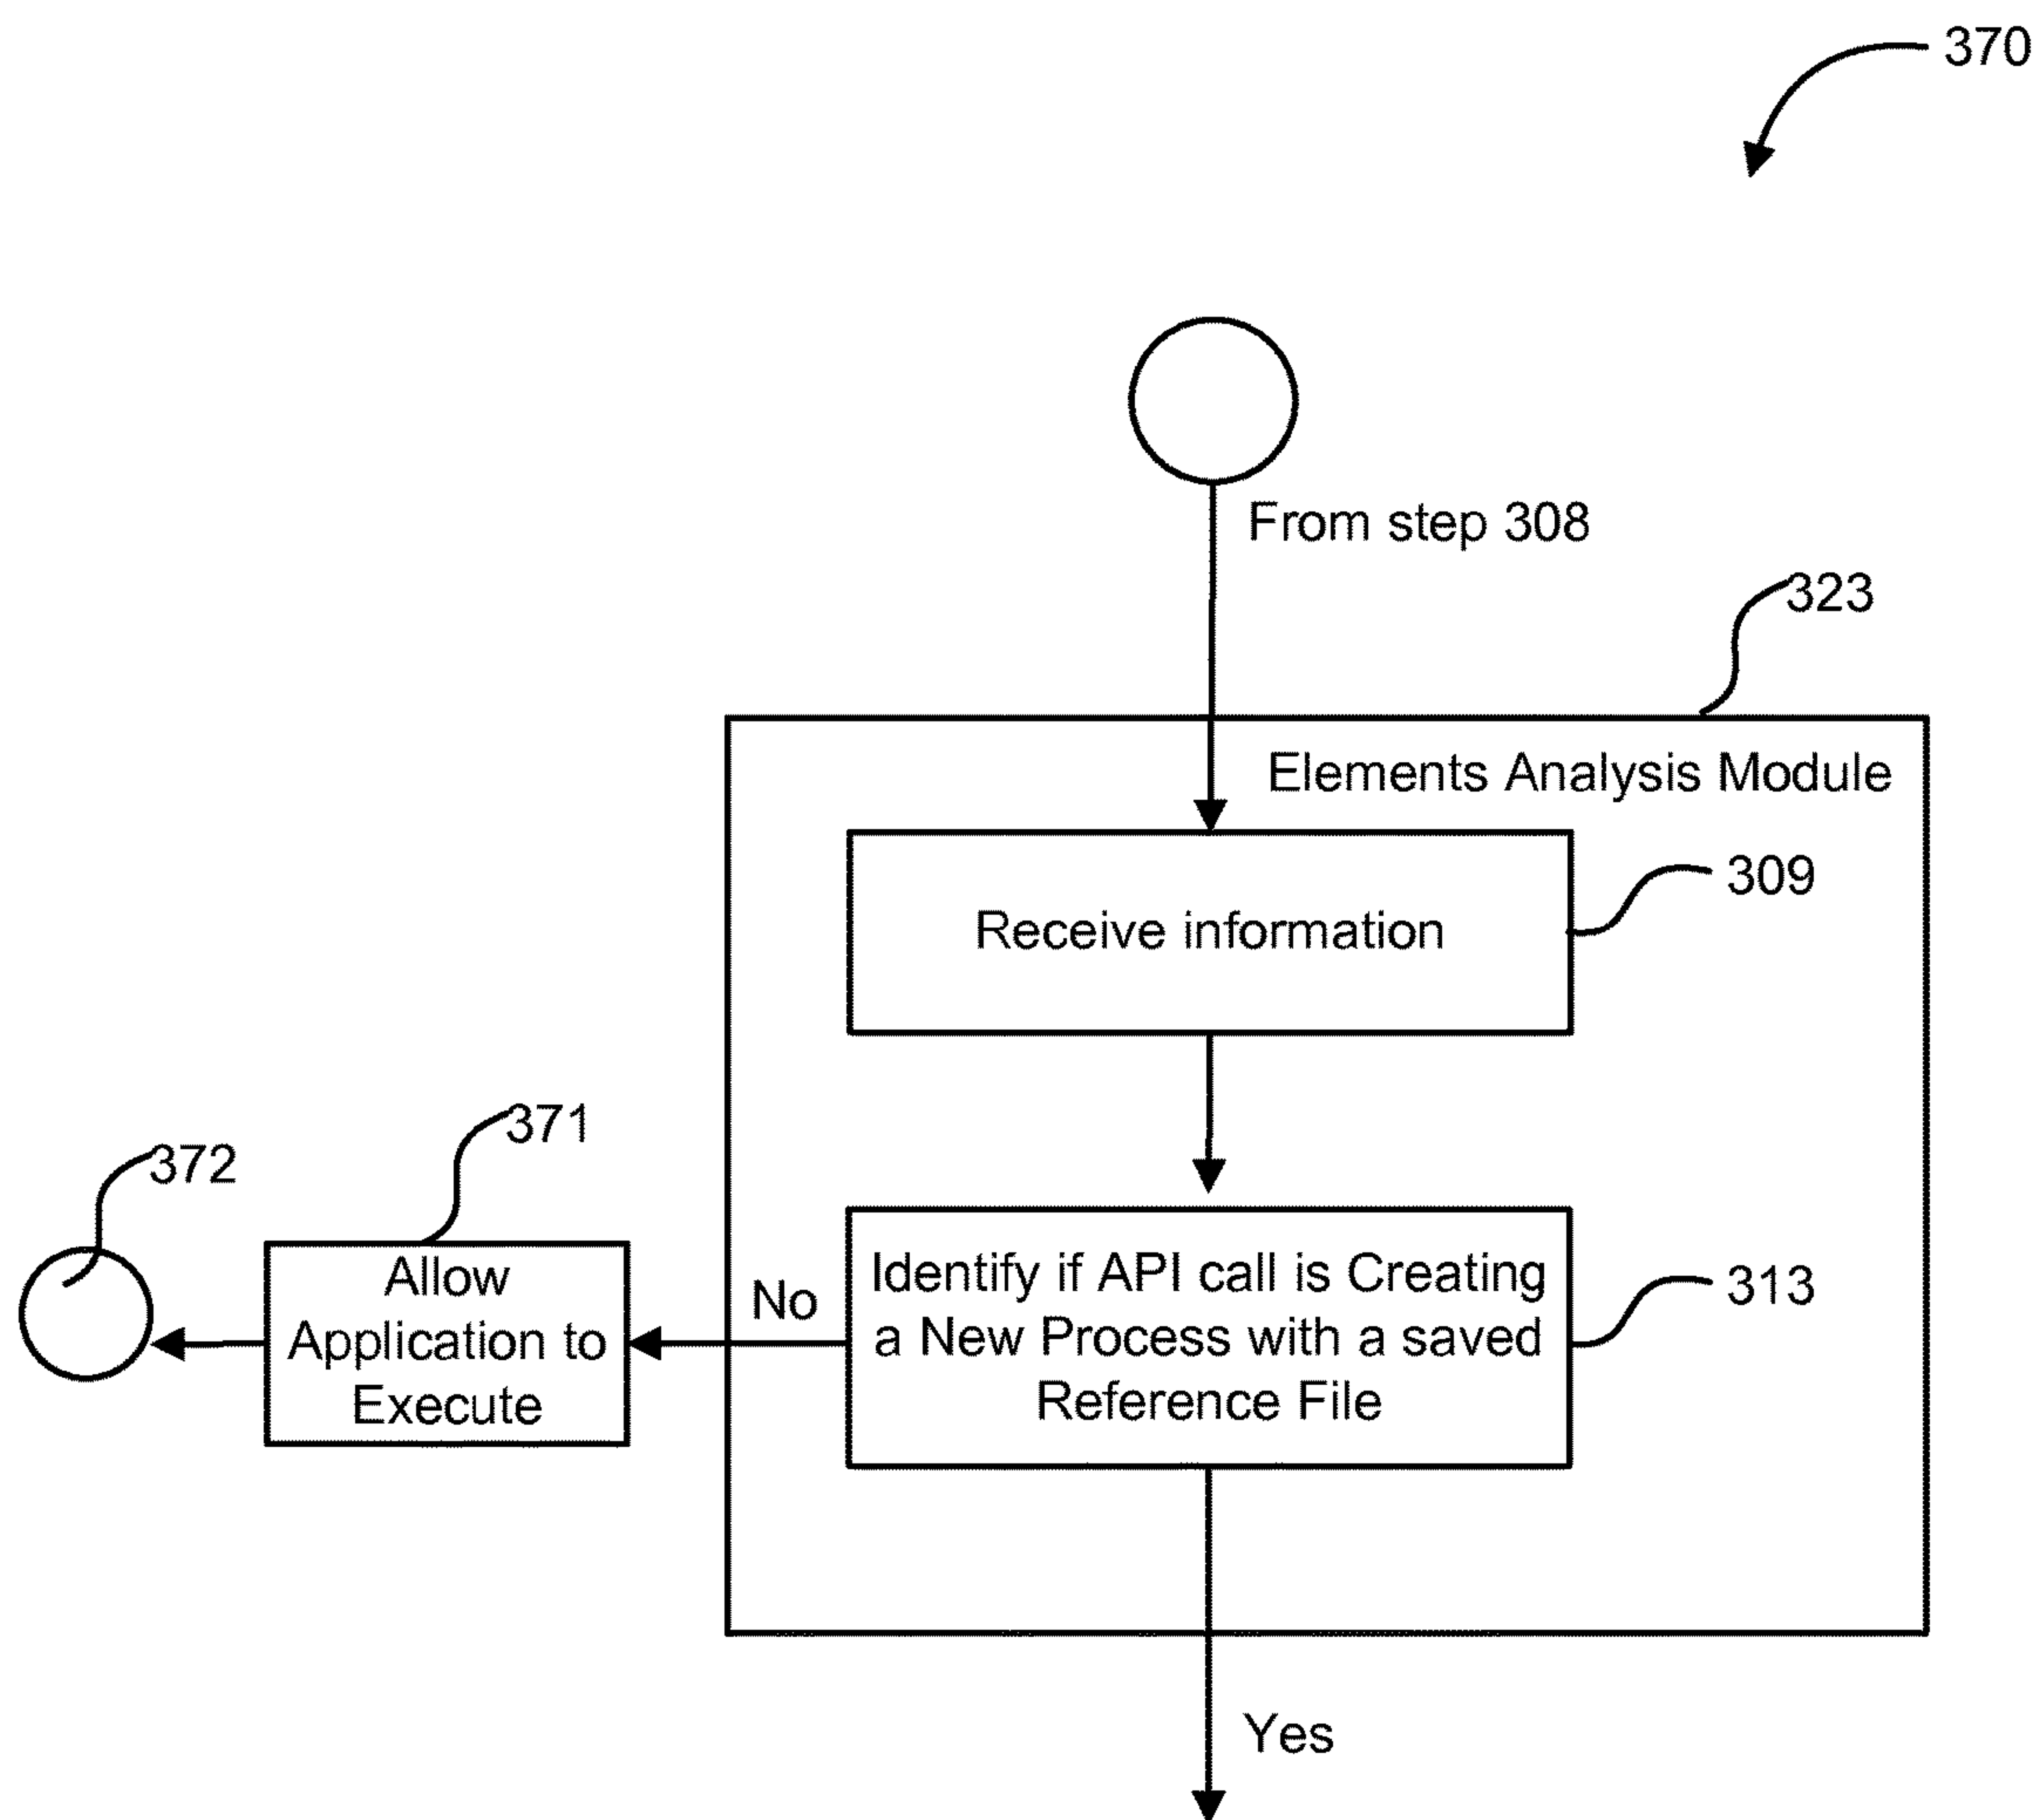 370
From step 308
323
Elements Analysis Module
309
Receive information
371
372
Allow
Application to
Execute
No
Identify if API call is Creating
a New Process with a saved
Reference File
313
Yes